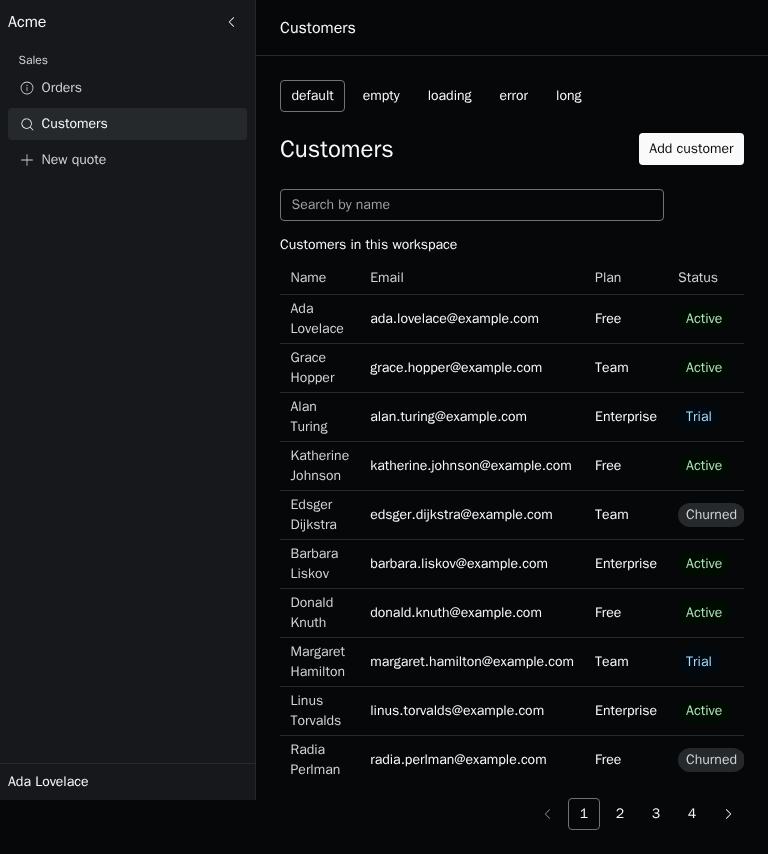 Acme
Sales
Orders
Customers
New quote
Ada Lovelace
Customers
default empty loading error long
Customers
Add customer
Search by name
Customers in this workspace
Name Email Plan Status
Ada Lovelace ada.lovelace@example.com Free Active
Grace Hopper grace.hopper@example.com Team Active
Alan Turing alan.turing@example.com Enterprise Trial
Katherine Johnson katherine.johnson@example.com Free Active
Edsger Dijkstra edsger.dijkstra@example.com Team Churned
Barbara Liskov barbara.liskov@example.com Enterprise Active
Donald Knuth donald.knuth@example.com Free Active
Margaret Hamilton margaret.hamilton@example.com Team Trial
Linus Torvalds linus.torvalds@example.com Enterprise Active
Radia Perlman radia.perlman@example.com Free Churned
1 2 3 4